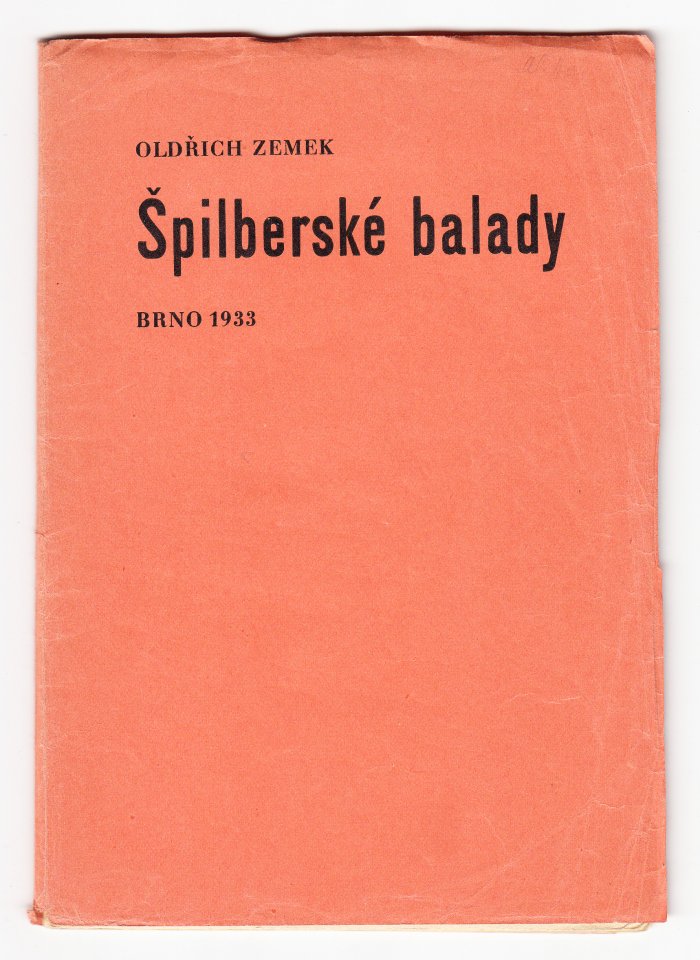 OLDŘICH ZEMEK
Špilberské balady
BRNO 1933